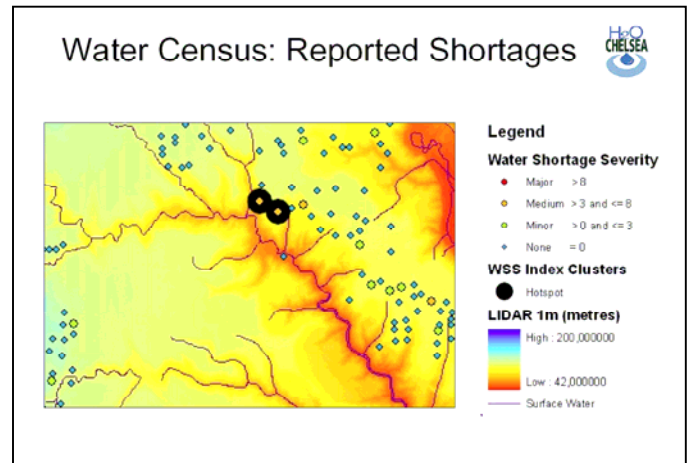 Water Census: Reported Shortages
H2O
CHELSEA
Legend
Water Shortage Severity
Major > 8
Medium > 3 and <= 8
Minor > 0 and <= 3
None = 0
WSS Index Clusters
Hotspot
LIDAR 1m (metres)
High : 200,000000
Low : 42,000000
Surface Water